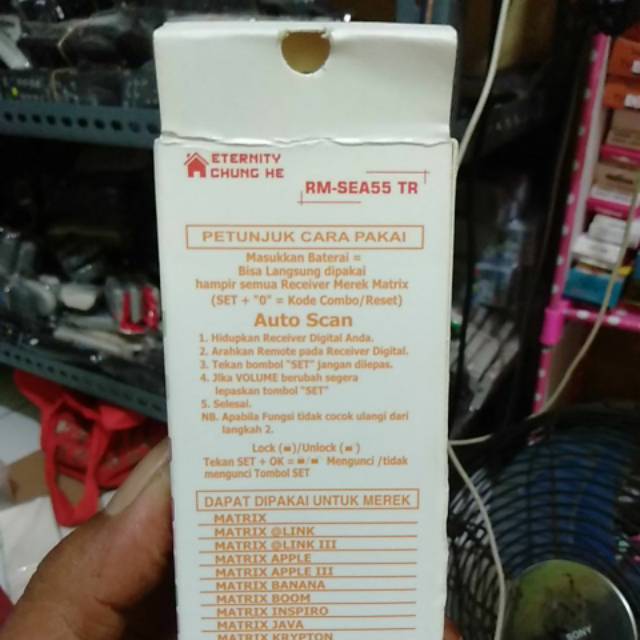 ETERNITY
CHUNG HE
RM-SEA55 TR
PETUNJUK CARA PAKAI
Masukkan Baterai =
Bisa Langsung dipakai
hampir semua Receiver Merek Matrix
(SET + "0" = Kode Combo/Reset)
Auto Scan
1. Hidupkan Receiver Digital Anda.
2. Arahkan Remote pada Receiver Digital.
3. Tekan bombol "SET" jangan dilepas.
4. Jika VOLUME berubah segera
lepaskan tombol "SET"
5. Selesai.
NB. Apabila Fungsi tidak cocok ulangi dari
langkah 2.
Lock ( )/Unlock ( )
Tekan SET + OK = / Mengunci /tidak
mengunci Tombol SET
DAPAT DIPAKAI UNTUK MEREK
MATRIX
MATRIX @LINK
MATRIX @LINK III
MATRIX APPLE
MATRIX APPLE III
MATRIX BANANA
MATRIX BOOM
MATRIX INSPIRO
MATRIX JAVA
MATRIX KRYPTON